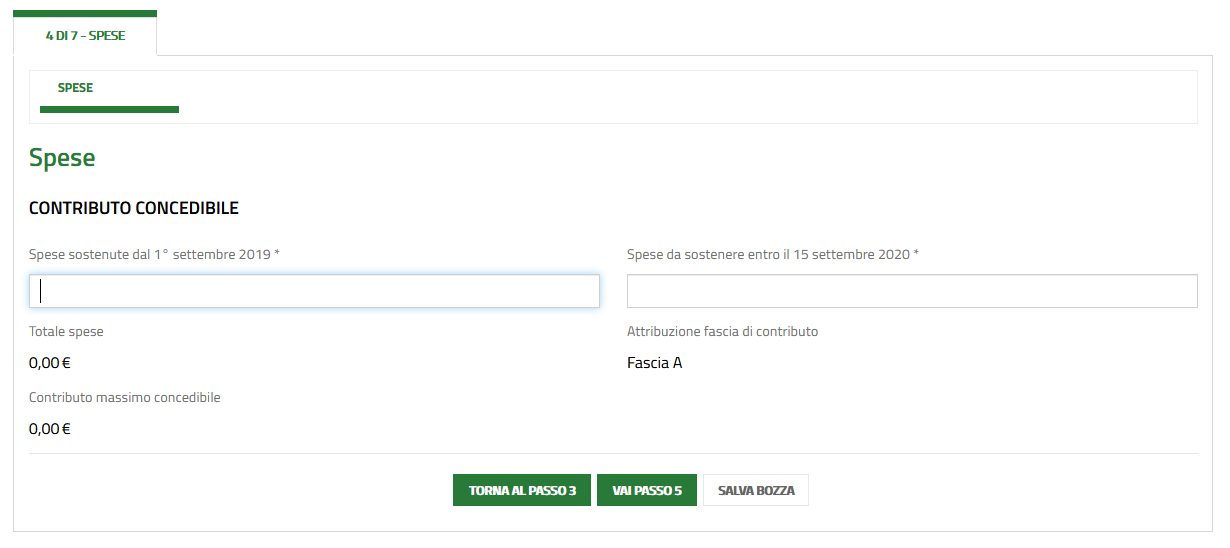 4 DI 7 - SPESE
SPESE
Spese
CONTRIBUTO CONCEDIBILE
Spese sostenute dal 1° settembre 2019 *
Spese da sostenere entro il 15 settembre 2020 *
Totale spese
Attribuzione fascia di contributo
0,00 €
Fascia A
Contributo massimo concedibile
0,00 €
TORNA AL PASSO 3
VAI PASSO 5
SALVA BOZZA